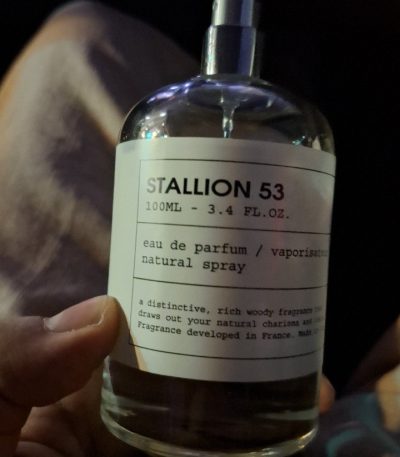 STALLION 53
100ML - 3.4 FL.OZ.
eau de parfum / vaporisateur
natural spray
a distinctive, rich woody fragrance
draws out your natural charisma and
Fragrance developed in France. Made